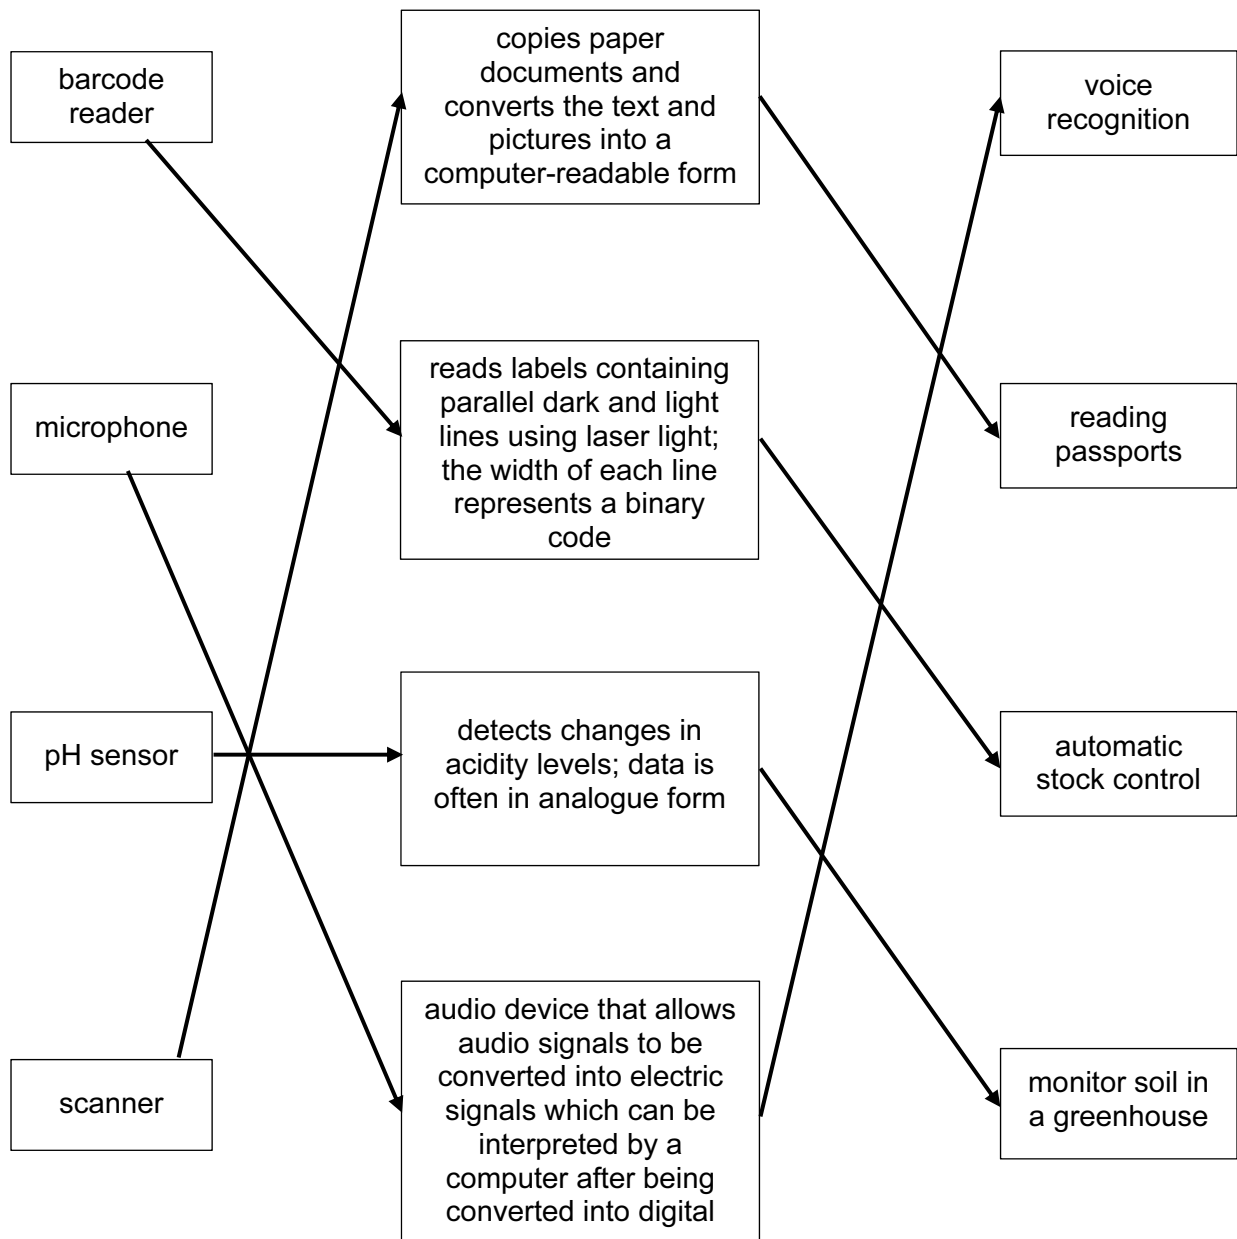 barcode
reader
microphone
pH sensor
scanner
copies paper
documents and
converts the text and
pictures into a
computer-readable form
reads labels containing
parallel dark and light
lines using laser light;
the width of each line
represents a binary
code
detects changes in
acidity levels; data is
often in analogue form
audio device that allows
audio signals to be
converted into electric
signals which can be
interpreted by a
computer after being
converted into digital
voice
recognition
reading
passports
automatic
stock control
monitor soil in
a greenhouse